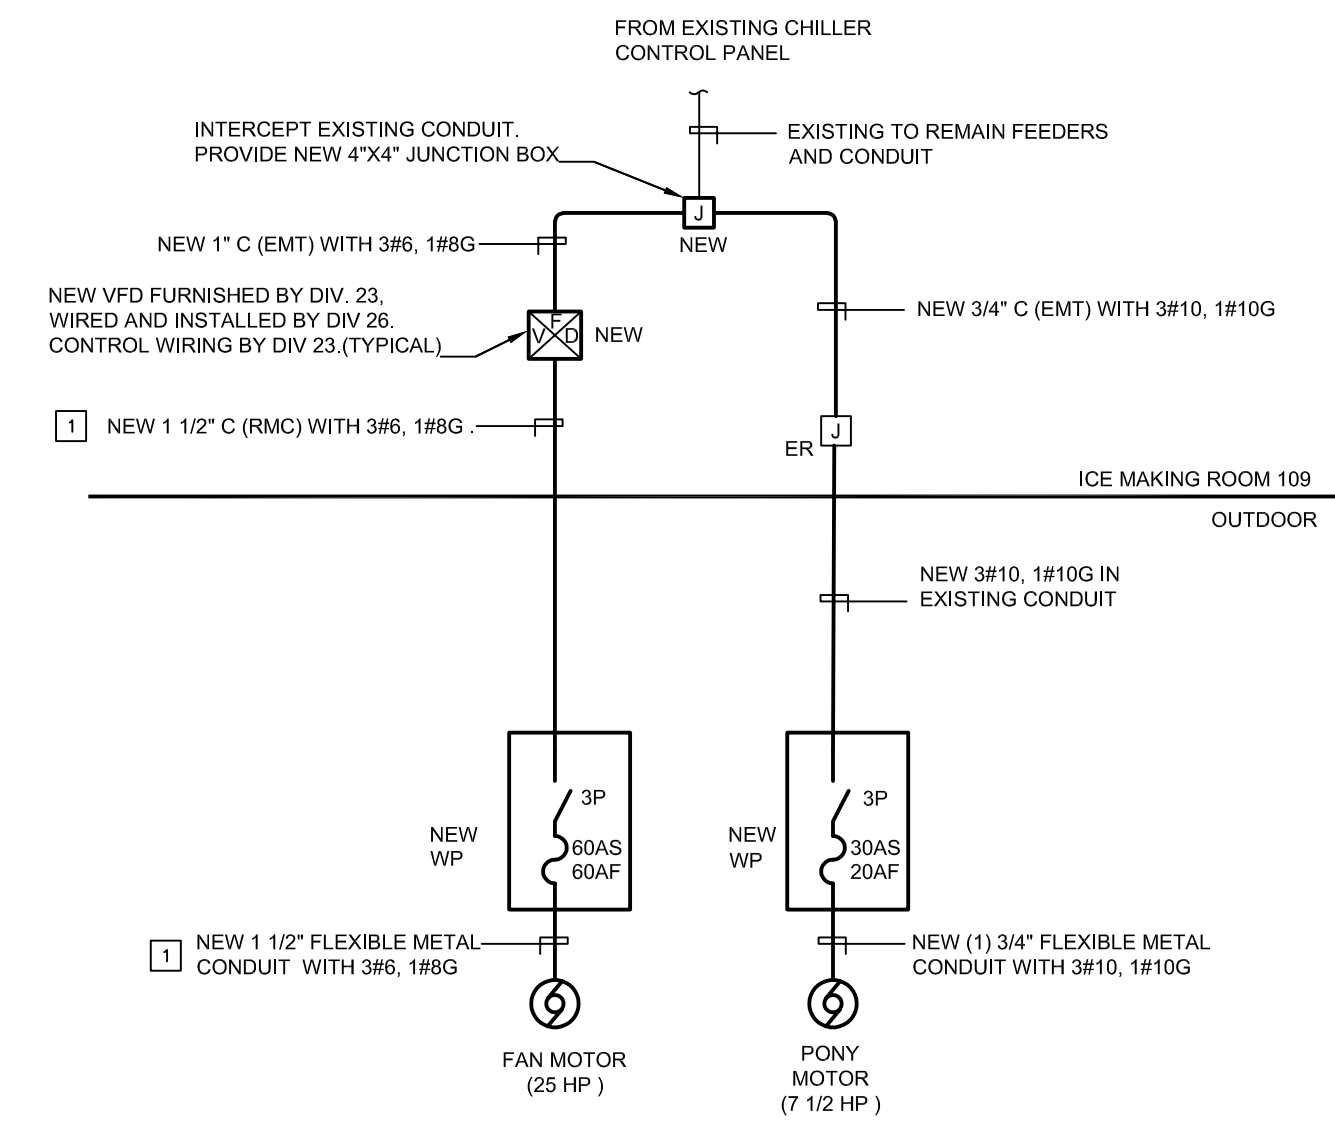 FROM EXISTING CHILLER
CONTROL PANEL
INTERCEPT EXISTING CONDUIT.
PROVIDE NEW 4"X4" JUNCTION BOX
EXISTING TO REMAIN FEEDERS
AND CONDUIT
J
NEW
NEW 1" C (EMT) WITH 3#6, 1#8G
NEW VFD FURNISHED BY DIV. 23,
WIRED AND INSTALLED BY DIV 26.
CONTROL WIRING BY DIV 23.(TYPICAL)
V F D
NEW
NEW 3/4" C (EMT) WITH 3#10, 1#10G
1
NEW 1 1/2" C (RMC) WITH 3#6, 1#8G .
J
ER
ICE MAKING ROOM 109
OUTDOOR
NEW 3#10, 1#10G IN
EXISTING CONDUIT
3P
60AS
60AF
NEW
WP
3P
30AS
20AF
NEW
WP
1
NEW 1 1/2" FLEXIBLE METAL
CONDUIT WITH 3#6, 1#8G
NEW (1) 3/4" FLEXIBLE METAL
CONDUIT WITH 3#10, 1#10G
FAN MOTOR
(25 HP )
PONY
MOTOR
(7 1/2 HP )